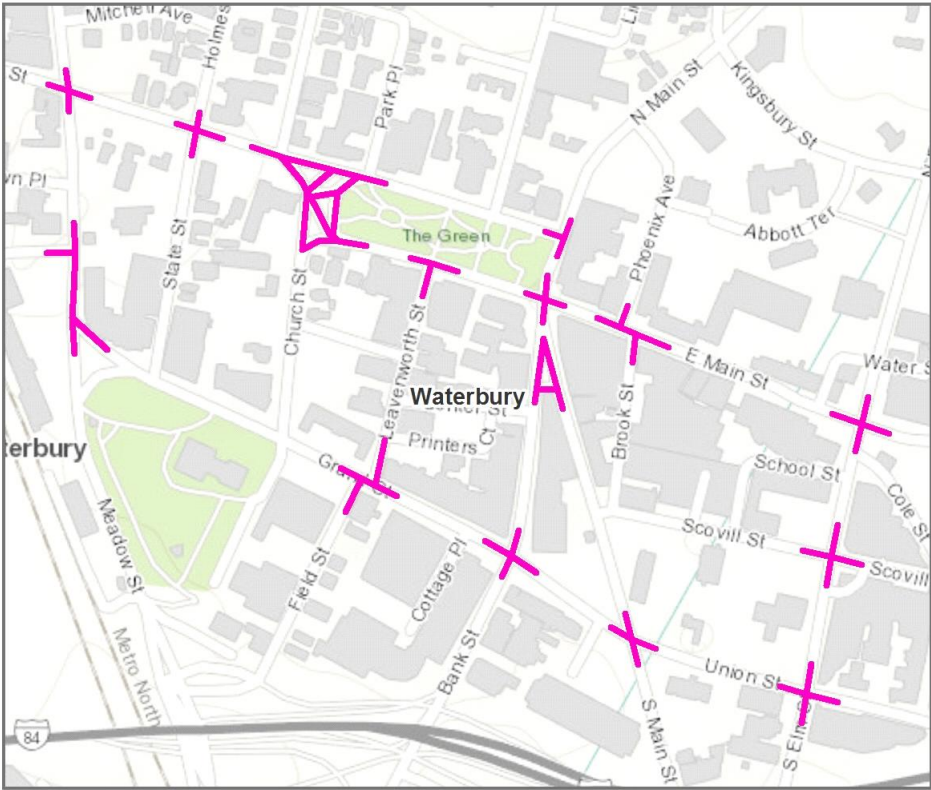 Mitchell Ave
Holmes
St
Park Pl
N Main St
Kingsbury St
wn Pl
State St
The Green
Phoenix Ave
Abbott Ter
Church St
Leavenworth St
E Main St
Water S
Waterbury
Brook St
Printers
Ct
terbury
Grand St
School St
Cole St
Meadow St
Scovill St
Scovill
Field St
Cottage Pl
Bank St
Metro North
Union St
S Main St
S Elm S
84